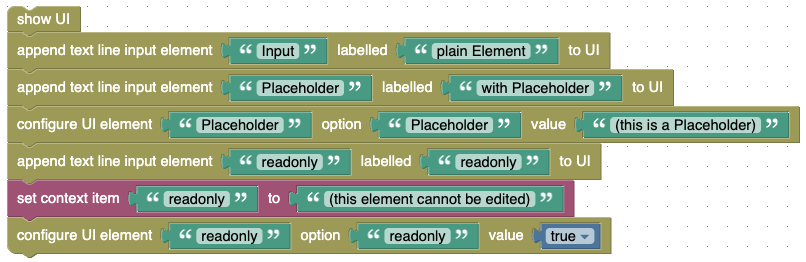 show UI
append text line input element “ Input ” labelled “ plain Element ” to UI
append text line input element “ Placeholder ” labelled “ with Placeholder ” to UI
configure UI element “ Placeholder ” option “ Placeholder ” value “ (this is a Placeholder) ”
append text line input element “ readonly ” labelled “ readonly ” to UI
set context item “ readonly ” to “ (this element cannot be edited) ”
configure UI element “ readonly ” option “ readonly ” value true